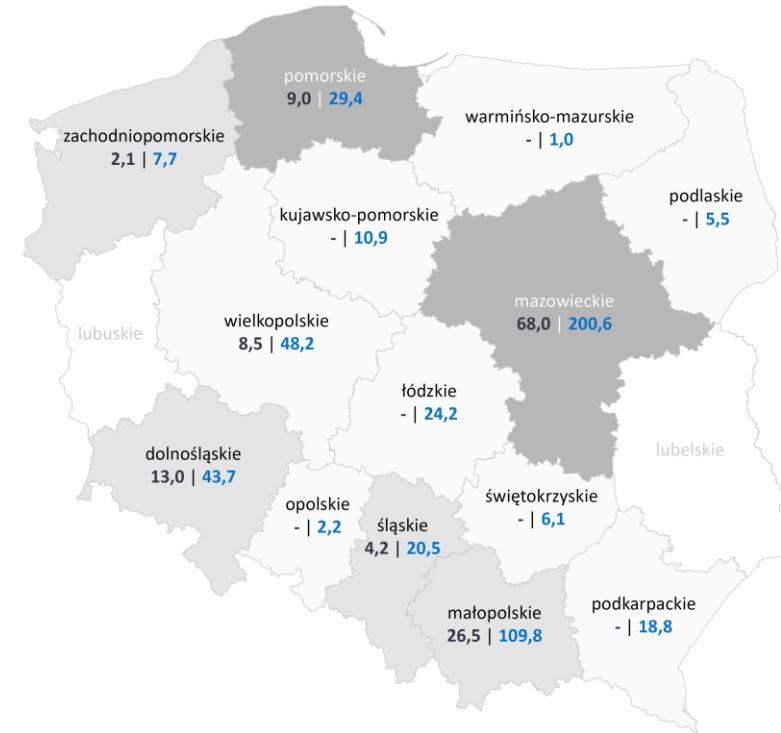 pomorskie
9,0 | 29,4
warmińsko-mazurskie
- | 1,0
zachodniopomorskie
2,1 | 7,7
podlaskie
- | 5,5
kujawsko-pomorskie
- | 10,9
mazowieckie
68,0 | 200,6
wielkopolskie
8,5 | 48,2
lubuskie
łódzkie
- | 24,2
lubelskie
dolnośląskie
13,0 | 43,7
świętokrzyskie
- | 6,1
opolskie
- | 2,2
śląskie
4,2 | 20,5
podkarpackie
- | 18,8
małopolskie
26,5 | 109,8